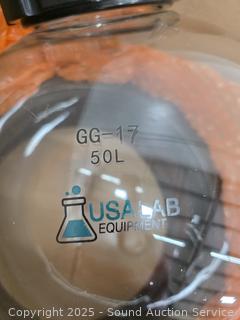 GG-17
50L
USALAB
EQUIPMENT
Copyright © 2025 - Sound Auction Service